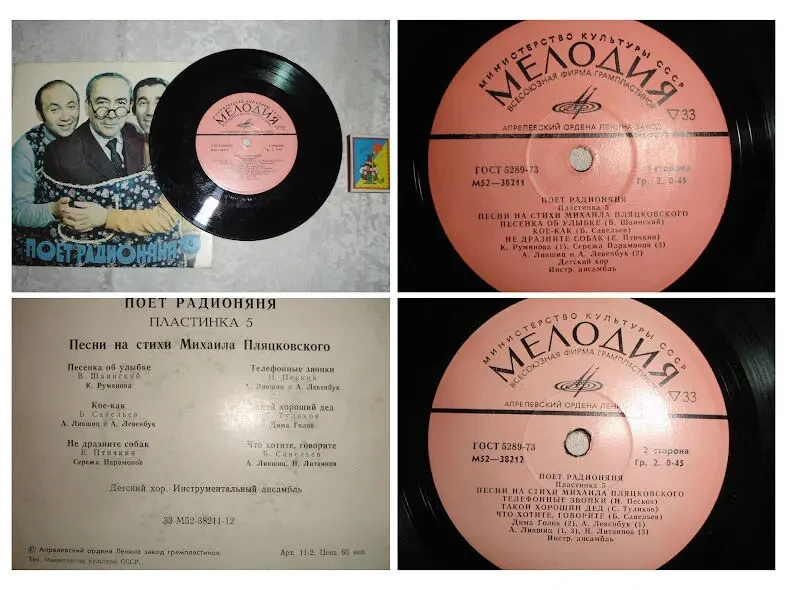 ПОЕТ РАДИОНЯНЯ 5
МЕЛОДИЯ
МИНИСТЕРСТВО КУЛЬТУРЫ СССР
МЕЛОДИЯ
ВСЕСОЮЗНАЯ ФИРМА ГРАМПЛАСТИНОК
▽33
АПРЕЛЕВСКИЙ ОРДЕНА ЛЕНИНА ЗАВОД
ГОСТ 5289-73
1 сторона
М52—38211
Гр. 2. 0-45
ПОЕТ РАДИОНЯНЯ
Пластинка 5
ПЕСНИ НА СТИХИ МИХАИЛА ПЛЯЦКОВСКОГО
ПЕСЕНКА ОБ УЛЫБКЕ (В. Шаинский)
КОЕ-КАК (Б. Савельев)
НЕ ДРАЗНИТЕ СОБАК (Е. Птичкин)
К. Румянова (1), Сережа Парамонов (3)
А. Лившиц и А. Левенбук (2)
Детский хор
Инстр. ансамбль
ПОЕТ РАДИОНЯНЯ
ПЛАСТИНКА 5
Песни на стихи Михаила Пляцковского
Песенка об улыбке
В. Шаинский
К. Румянова
Кое-как
Б. Савельев
А. Лившиц и А. Левенбук
Не дразните собак
Е. Птичкин
Сережа Парамонов
Телефонные звонки
Н. Песков
А. Лившиц и А. Левенбук
Такой хороший дед
С. Туликов
Дима Голов
Что хотите, говорите
Б. Савельев
А. Лившиц, Н. Литвинов
Детский хор. Инструментальный ансамбль
33 М52-38211-12
© Апрелевский ордена Ленина завод грампластинок.
Арт. 11-2. Цена 60 коп.
Тип. Министерства культуры СССР.
МИНИСТЕРСТВО КУЛЬТУРЫ СССР
МЕЛОДИЯ
ВСЕСОЮЗНАЯ ФИРМА ГРАМПЛАСТИНОК
▽33
АПРЕЛЕВСКИЙ ОРДЕНА
ГОСТ 5289-73
2 сторона
М52—38212
Гр. 2. 0-45
ПОЕТ РАДИОНЯНЯ
Пластинка 5
ПЕСНИ НА СТИХИ МИХАИЛА ПЛЯЦКОВСКОГО
ТЕЛЕФОННЫЕ ЗВОНКИ (Н. Песков)
ТАКОЙ ХОРОШИЙ ДЕД (С. Туликов)
ЧТО ХОТИТЕ, ГОВОРИТЕ (Б. Савельев)
Дима Голов (2), А. Левенбук (1)
А. Лившиц (1, 3), Н. Литвинов (3)
Инстр. ансамбль